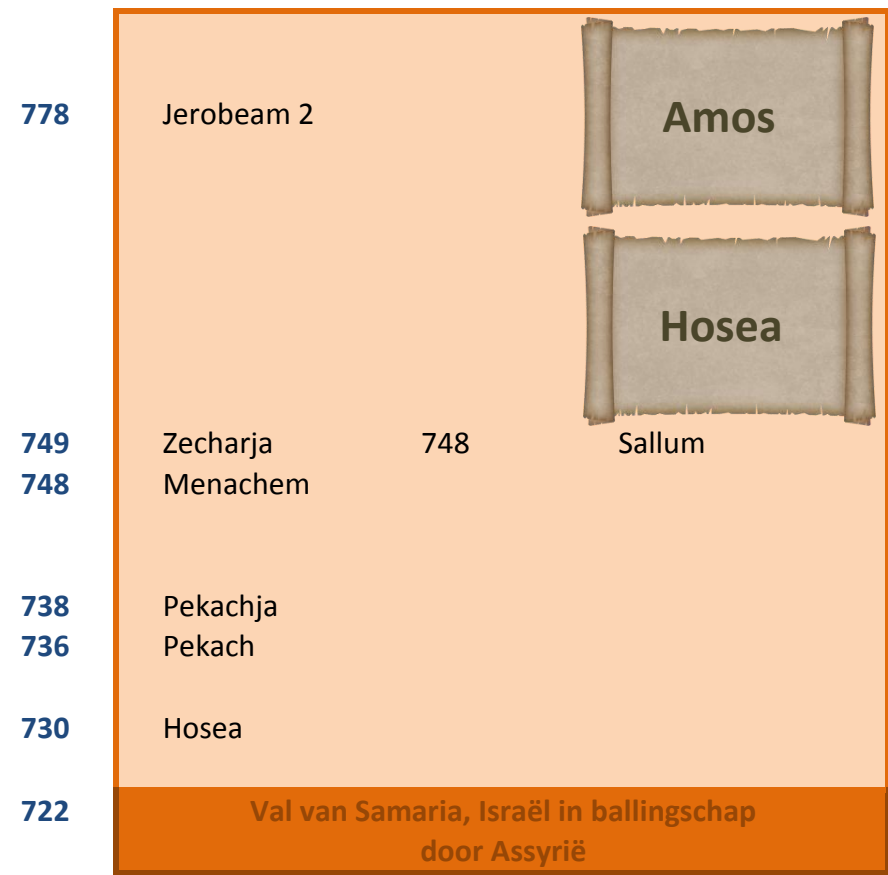 778 Jerobeam 2 Amos
Hosea
749 Zecharja 748 Sallum
748 Menachem
738 Pekachja
736 Pekach
730 Hosea
722 Val van Samaria, Israël in ballingschap
door Assyrië